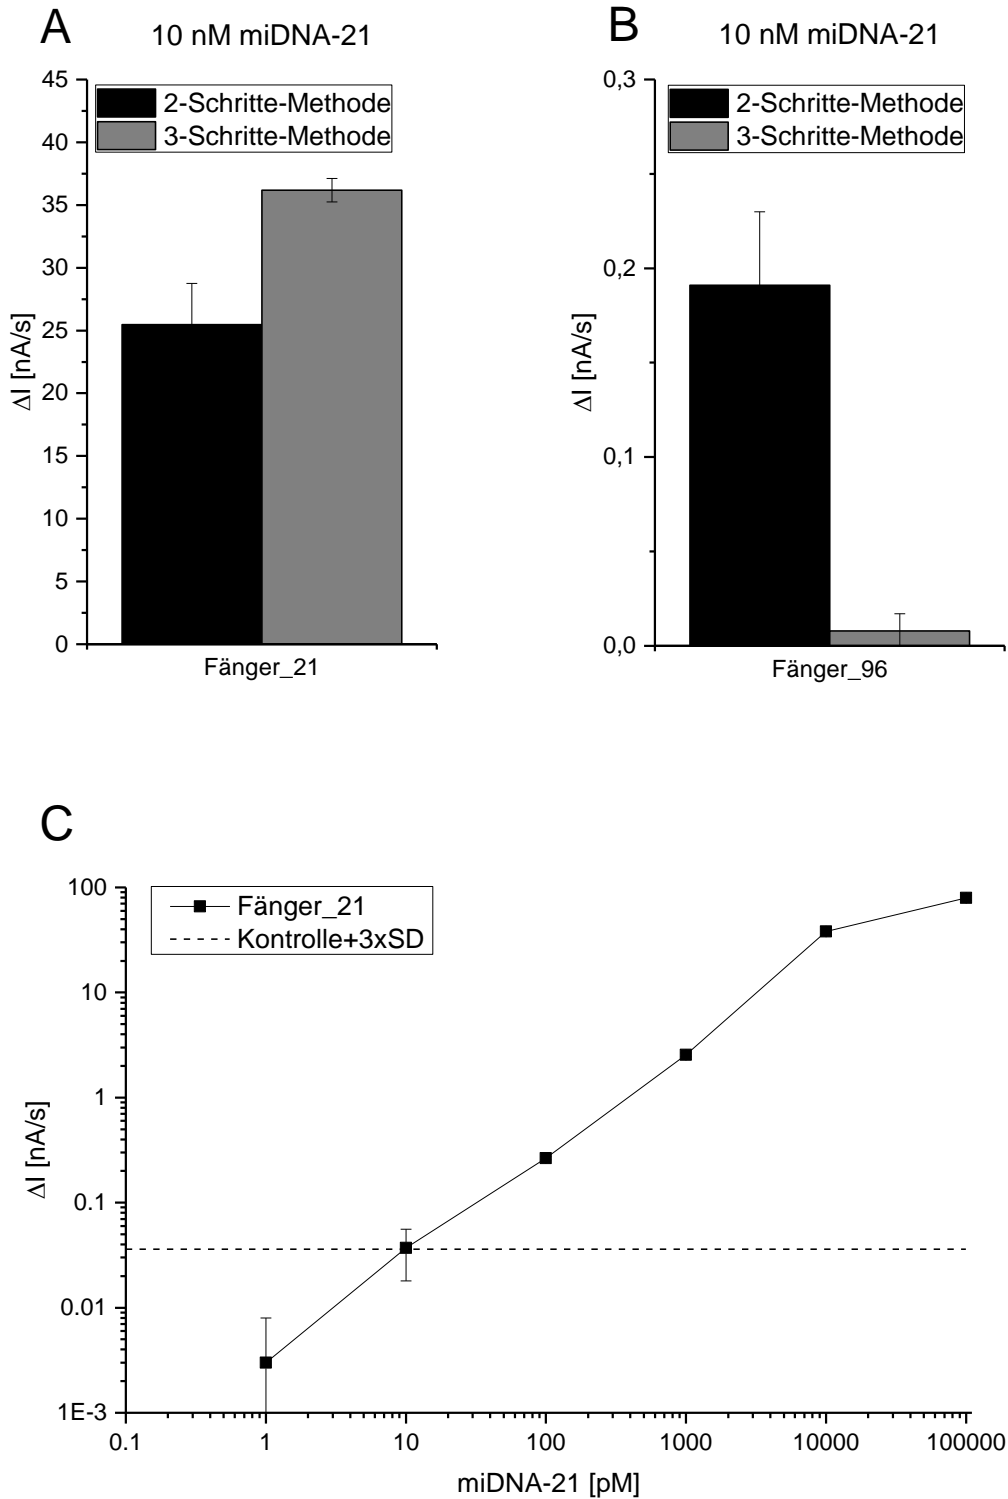 A
10 nM miDNA-21
45
40
35
30
25
20
15
10
5
0
ΔI [nA/s]
2-Schritte-Methode
3-Schritte-Methode
Fänger_21
B
10 nM miDNA-21
0,3
0,2
0,1
0,0
ΔI [nA/s]
2-Schritte-Methode
3-Schritte-Methode
Fänger_96
C
100
10
1
0.1
0.01
1E-3
ΔI [nA/s]
Fänger_21
Kontrolle+3xSD
0.1 1 10 100 1000 10000 100000
miDNA-21 [pM]